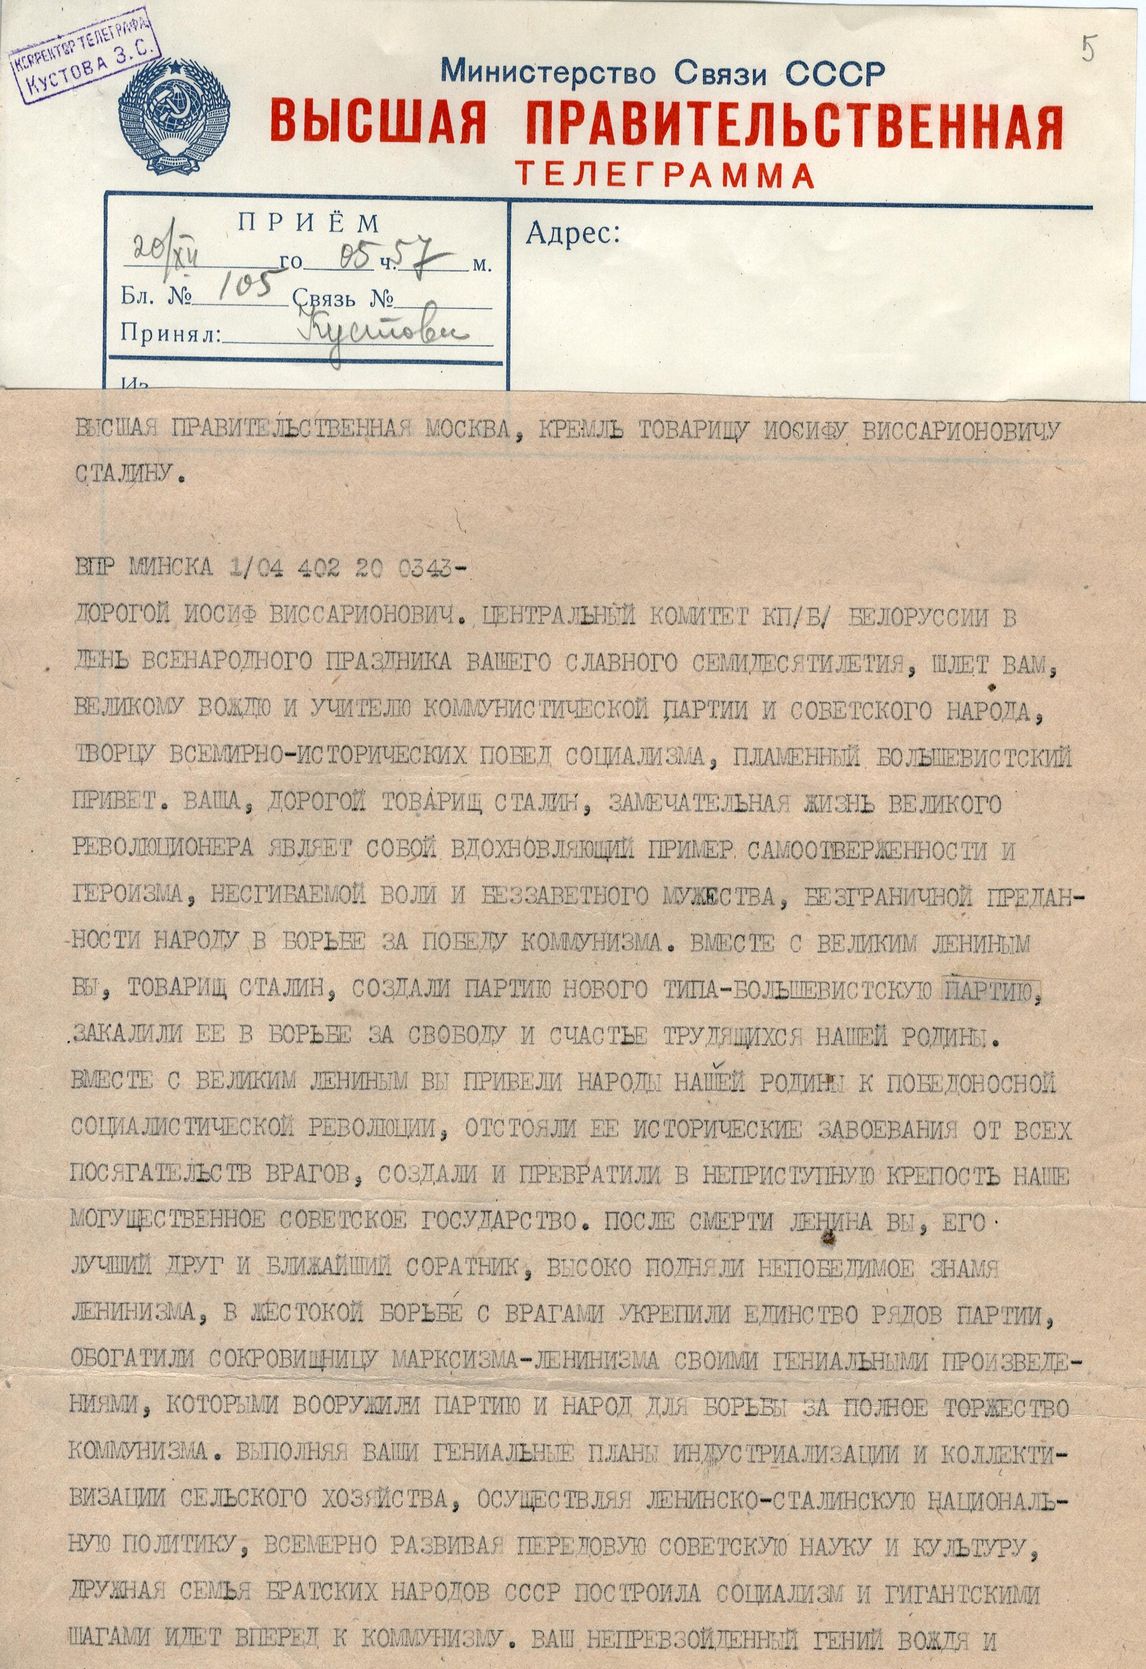 КОРРЕКТОР ТЕЛЕГРАФА
КУСТОВА З.С.
5
Министерство Связи СССР
ВЫСШАЯ ПРАВИТЕЛЬСТВЕННАЯ
ТЕЛЕГРАММА
ПРИЁМ
20/XII го 05 ч. 57 м.
Бл. № 105 Связь №
Принял: Кустова
Адрес:
Из
ВЫСШАЯ ПРАВИТЕЛЬСТВЕННАЯ МОСКВА, КРЕМЛЬ ТОВАРИЩУ ИОСИФУ ВИССАРИОНОВИЧУ
СТАЛИНУ.
ВПР МИНСКА 1/04 402 20 0343-
ДОРОГОЙ ИОСИФ ВИССАРИОНОВИЧ. ЦЕНТРАЛЬНЫЙ КОМИТЕТ КП/Б/ БЕЛОРУССИИ В
ДЕНЬ ВСЕНАРОДНОГО ПРАЗДНИКА ВАШЕГО СЛАВНОГО СЕМИДЕСЯТИЛЕТИЯ, ШЛЕТ ВАМ,
ВЕЛИКОМУ ВОЖДЮ И УЧИТЕЛЮ КОММУНИСТИЧЕСКОЙ ПАРТИИ И СОВЕТСКОГО НАРОДА,
ТВОРЦУ ВСЕМИРНО-ИСТОРИЧЕСКИХ ПОБЕД СОЦИАЛИЗМА, ПЛАМЕННЫЙ БОЛЬШЕВИСТСКИЙ
ПРИВЕТ. ВАША, ДОРОГОЙ ТОВАРИЩ СТАЛИН, ЗАМЕЧАТЕЛЬНАЯ ЖИЗНЬ ВЕЛИКОГО
РЕВОЛЮЦИОНЕРА ЯВЛЯЕТ СОБОЙ ВДОХНОВЛЯЮЩИЙ ПРИМЕР САМООТВЕРЖЕННОСТИ И
ГЕРОИЗМА, НЕСГИБАЕМОЙ ВОЛИ И БЕЗЗАВЕТНОГО МУЖЕСТВА, БЕЗГРАНИЧНОЙ ПРЕДАН-
-НОСТИ НАРОДУ В БОРЬБЕ ЗА ПОБЕДУ КОММУНИЗМА. ВМЕСТЕ С ВЕЛИКИМ ЛЕНИНЫМ
ВЫ, ТОВАРИЩ СТАЛИН, СОЗДАЛИ ПАРТИЮ НОВОГО ТИПА-БОЛЬШЕВИСТСКУЮ ПАРТИЮ,
ЗАКАЛИЛИ ЕЕ В БОРЬБЕ ЗА СВОБОДУ И СЧАСТЬЕ ТРУДЯЩИХСЯ НАШЕЙ РОДИНЫ.
ВМЕСТЕ С ВЕЛИКИМ ЛЕНИНЫМ ВЫ ПРИВЕЛИ НАРОДЫ НАШЕЙ РОДИНЫ К ПОБЕДОНОСНОЙ
СОЦИАЛИСТИЧЕСКОЙ РЕВОЛЮЦИИ, ОТСТОЯЛИ ЕЕ ИСТОРИЧЕСКИЕ ЗАВОЕВАНИЯ ОТ ВСЕХ
ПОСЯГАТЕЛЬСТВ ВРАГОВ, СОЗДАЛИ И ПРЕВРАТИЛИ В НЕПРИСТУПНУЮ КРЕПОСТЬ НАШЕ
МОГУЩЕСТВЕННОЕ СОВЕТСКОЕ ГОСУДАРСТВО. ПОСЛЕ СМЕРТИ ЛЕНИНА ВЫ, ЕГО
ЛУЧШИЙ ДРУГ И БЛИЖАЙШИЙ СОРАТНИК, ВЫСОКО ПОДНЯЛИ НЕПОБЕДИМОЕ ЗНАМЯ
ЛЕНИНИЗМА, В ЖЕСТОКОЙ БОРЬБЕ С ВРАГАМИ УКРЕПИЛИ ЕДИНСТВО РЯДОВ ПАРТИИ,
ОБОГАТИЛИ СОКРОВИЩНИЦУ МАРКСИЗМА-ЛЕНИНИЗМА СВОИМИ ГЕНИАЛЬНЫМИ ПРОИЗВЕДЕ-
НИЯМИ, КОТОРЫМИ ВООРУЖИЛИ ПАРТИЮ И НАРОД ДЛЯ БОРЬБЫ ЗА ПОЛНОЕ ТОРЖЕСТВО
КОММУНИЗМА. ВЫПОЛНЯЯ ВАШИ ГЕНИАЛЬНЫЕ ПЛАНЫ ИНДУСТРИАЛИЗАЦИИ И КОЛЛЕКТИ-
ВИЗАЦИИ СЕЛЬСКОГО ХОЗЯЙСТВА, ОСУЩЕСТВЛЯЯ ЛЕНИНСКО-СТАЛИНСКУЮ НАЦИОНАЛЬ-
НУЮ ПОЛИТИКУ, ВСЕМЕРНО РАЗВИВАЯ ПЕРЕДОВУЮ СОВЕТСКУЮ НАУКУ И КУЛЬТУРУ,
ДРУЖНАЯ СЕМЬЯ БРАТСКИХ НАРОДОВ СССР ПОСТРОИЛА СОЦИАЛИЗМ И ГИГАНТСКИМИ
ШАГАМИ ИДЕТ ВПЕРЕД К КОММУНИЗМУ. ВАШ НЕПРЕВЗОЙДЕННЫЙ ГЕНИЙ ВОЖДЯ И